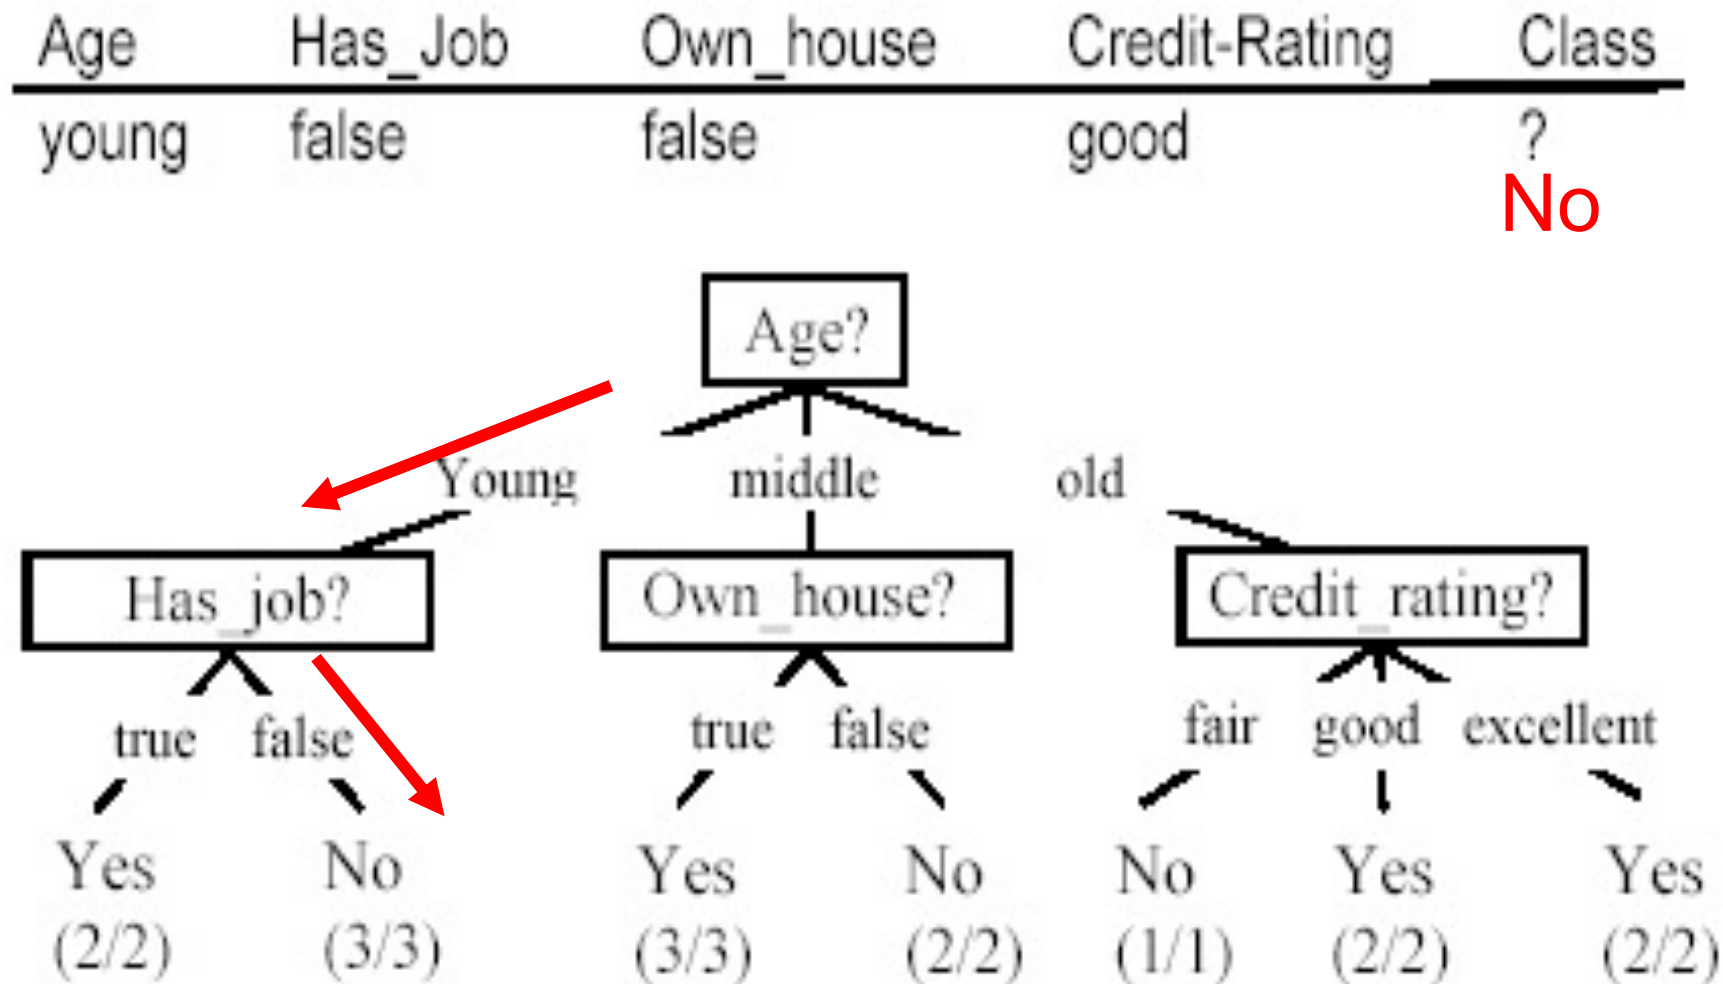 Age Has_Job Own_house Credit-Rating Class
young false false good ?
No
Age?
Young middle old
Has_job? Own_house? Credit_rating?
true false true false fair good excellent
Yes No Yes No No Yes Yes
(2/2) (3/3) (3/3) (2/2) (1/1) (2/2) (2/2)